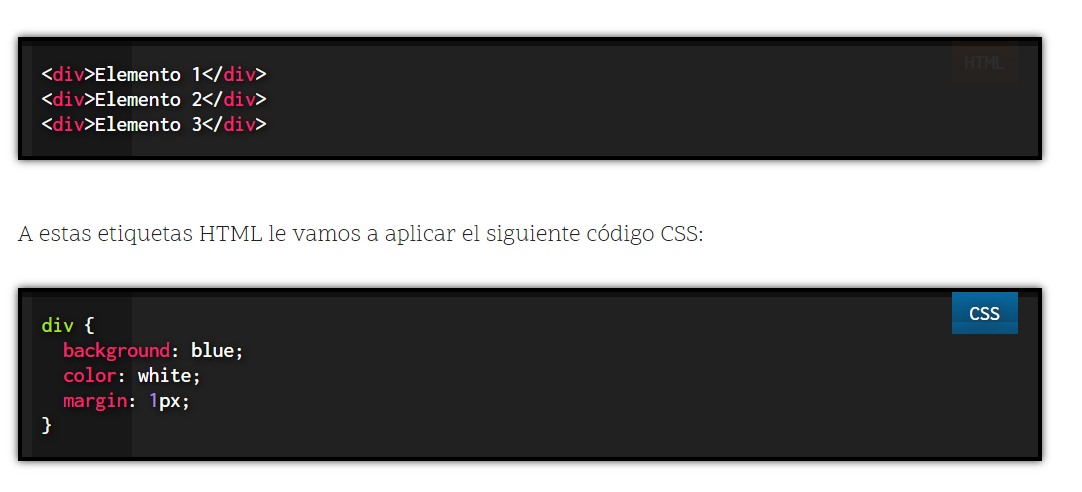 HTML
<div>Elemento 1</div>
<div>Elemento 2</div>
<div>Elemento 3</div>
A estas etiquetas HTML le vamos a aplicar el siguiente código CSS:
CSS
div {
  background: blue;
  color: white;
  margin: 1px;
}